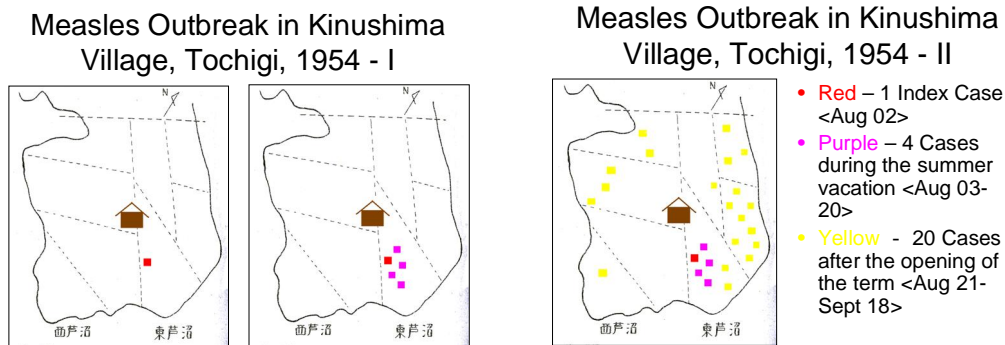 Measles Outbreak in Kinushima
Village, Tochigi, 1954 - I
N
西芦沼
東芦沼
N
西芦沼
東芦沼
Measles Outbreak in Kinushima
Village, Tochigi, 1954 - II
N
西芦沼
東芦沼
• Red – 1 Index Case
<Aug 02>
• Purple – 4 Cases
during the summer
vacation <Aug 03-
20>
• Yellow - 20 Cases
after the opening of
the term <Aug 21-
Sept 18>